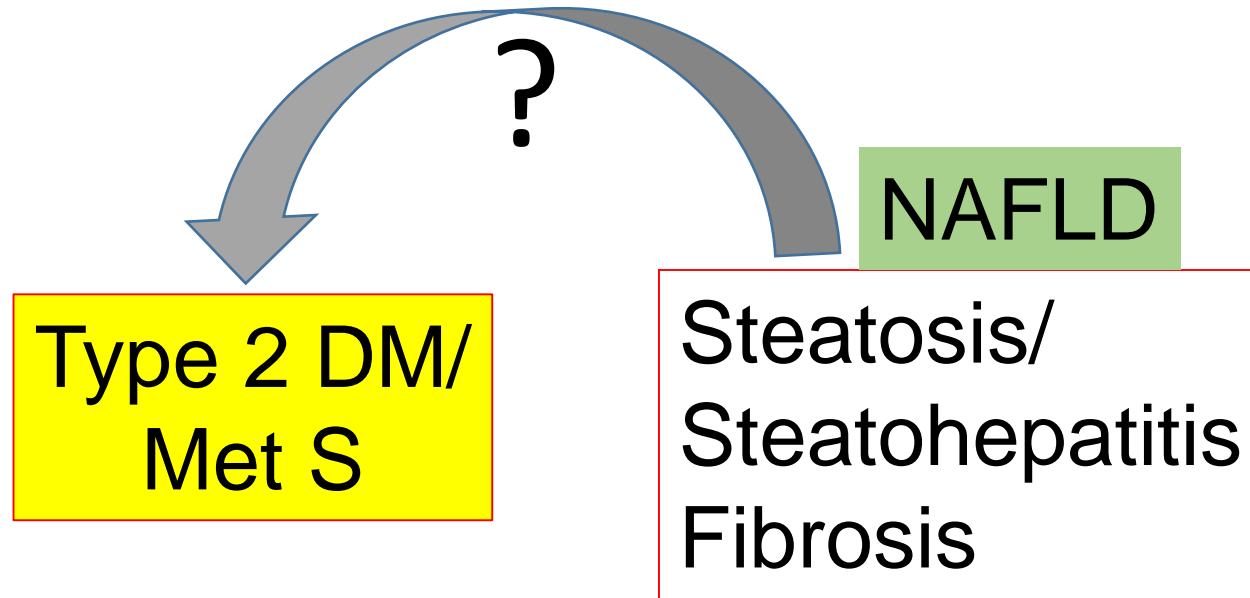 ?
NAFLD
Type 2 DM/
Met S
Steatosis/
Steatohepatitis
Fibrosis